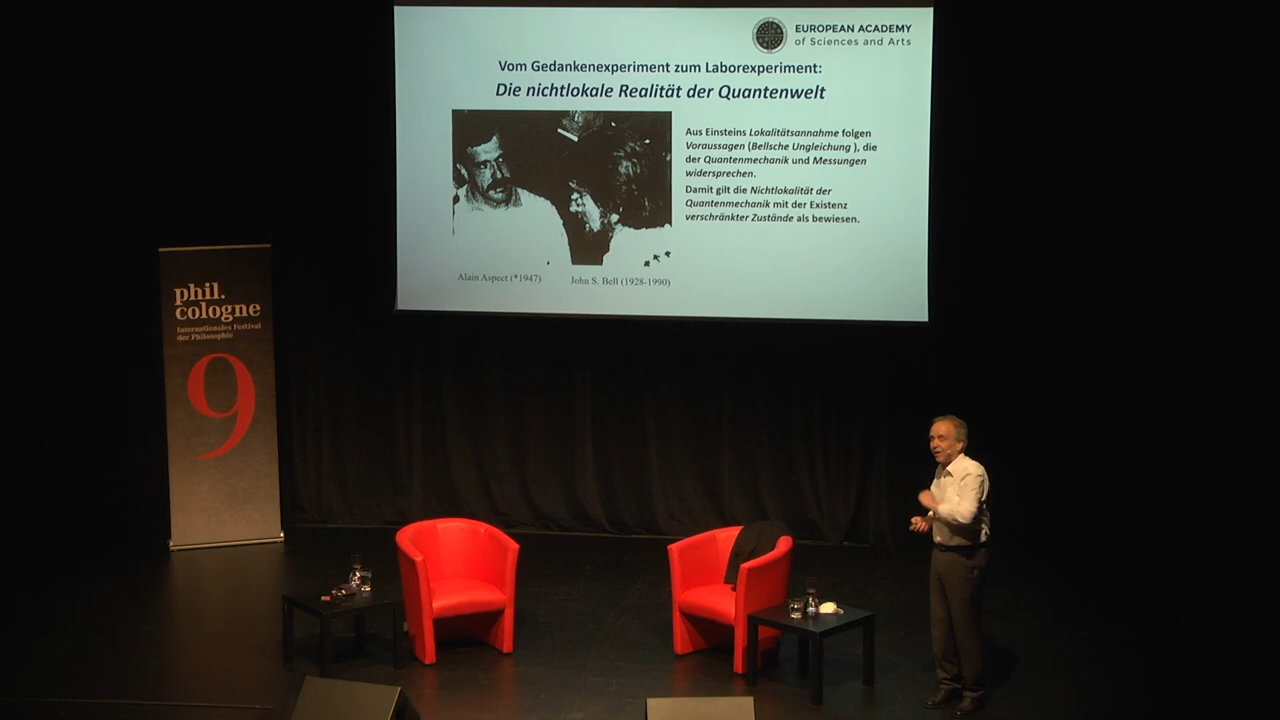 EUROPEAN ACADEMY
of Sciences and Arts
Vom Gedankenexperiment zum Laborexperiment:
Die nichtlokale Realität der Quantenwelt
Aus Einsteins Lokalitätsannahme folgen
Voraussagen (Bellsche Ungleichung ), die
der Quantenmechanik und Messungen
widersprechen.
Damit gilt die Nichtlokalität der
Quantenmechanik mit der Existenz
verschränkter Zustände als bewiesen.
Alain Aspect (*1947)
John S. Bell (1928-1990)
phil.
cologne
Internationales Festival
der Philosophie
9